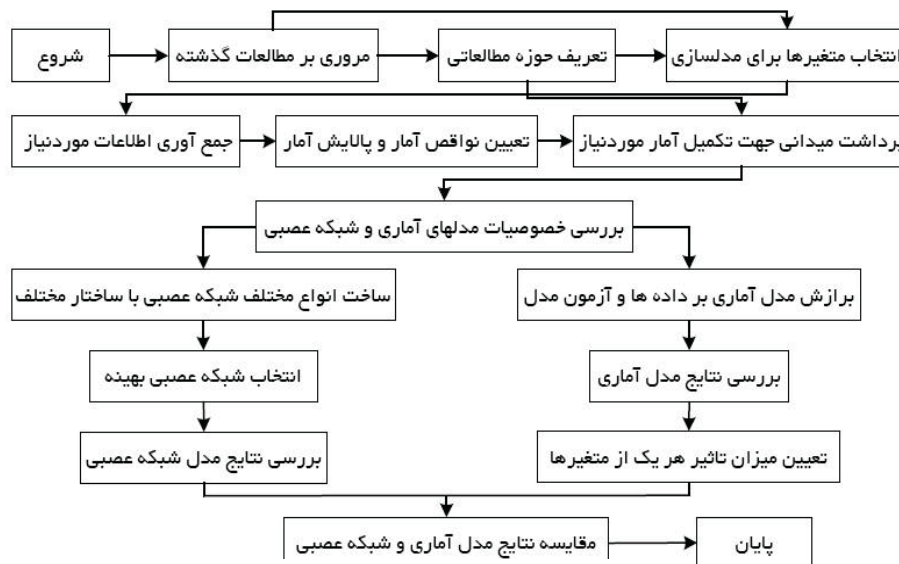 شروع
مروری بر مطالعات گذشته
تعریف حوزه مطالعاتی
انتخاب متغیرها برای مدلسازی
جمع آوری اطلاعات موردنیاز
تعیین نواقص آمار و پالایش آمار
برداشت میدانی جهت تکمیل آمار موردنیاز
بررسی خصوصیات مدلهای آماری و شبکه عصبی
ساخت انواع مختلف شبکه عصبی با ساختار مختلف
برازش مدل آماری بر داده ها و آزمون مدل
انتخاب شبکه عصبی بهینه
بررسی نتایج مدل آماری
بررسی نتایج مدل شبکه عصبی
تعیین میزان تاثیر هر یک از متغیرها
مقایسه نتایج مدل آماری و شبکه عصبی
پایان